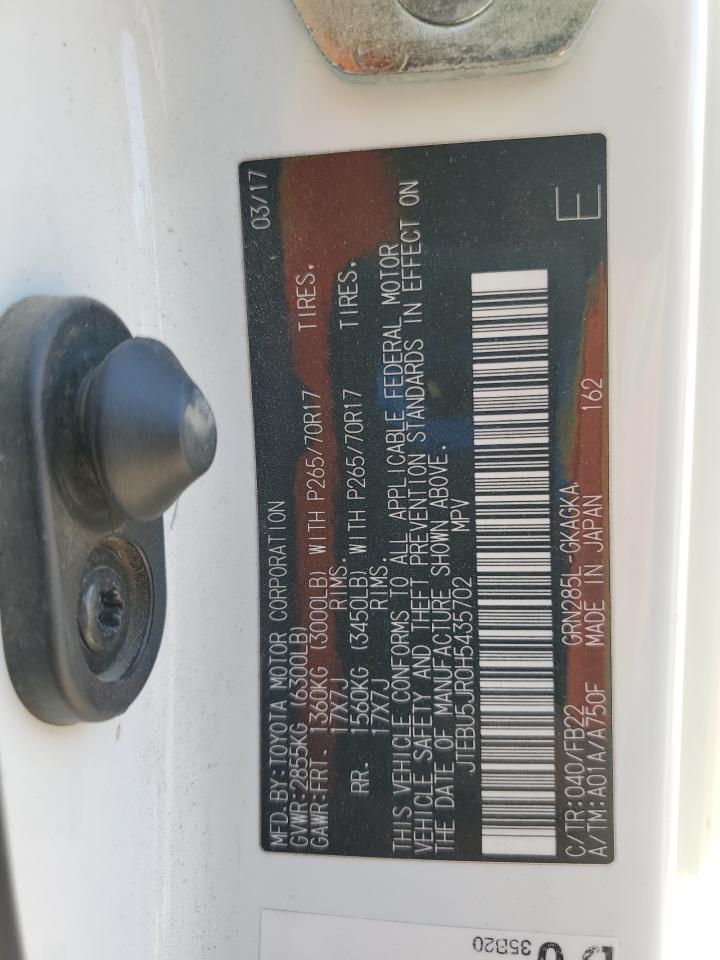 MFD.BY:TOYOTA MOTOR CORPORATION 03/17
GVWR:2855KG (6300LB)
GAWR:FRT. 1360KG (3000LB) WITH P265/70R17 TIRES.
17X7J RIMS.
RR. 1560KG (3450LB) WITH P265/70R17 TIRES.
17X7J RIMS.
THIS VEHICLE CONFORMS TO ALL APPLICABLE FEDERAL MOTOR
VEHICLE SAFETY AND THEFT PREVENTION STANDARDS IN EFFECT ON
THE DATE OF MANUFACTURE SHOWN ABOVE.
JTEBU5JR0H5435702 MPV
C/TR:040/FB22 GRN285L-GKAGKA
A/TM:A01A/A750F MADE IN JAPAN 162 E